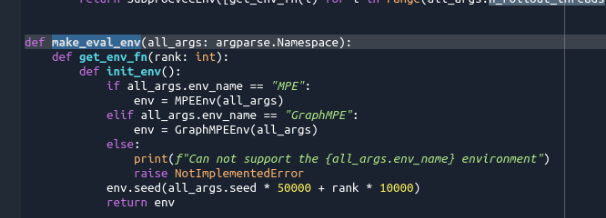 return SubprocVecEnv([get_env_fn(i) for i in range(all_args.n_rollout_threads
def make_eval_env(all_args: argparse.Namespace):
    def get_env_fn(rank: int):
        def init_env():
            if all_args.env_name == "MPE":
                env = MPEEnv(all_args)
            elif all_args.env_name == "GraphMPE":
                env = GraphMPEEnv(all_args)
            else:
                print(f"Can not support the {all_args.env_name} environment")
                raise NotImplementedError
            env.seed(all_args.seed * 50000 + rank * 10000)
            return env